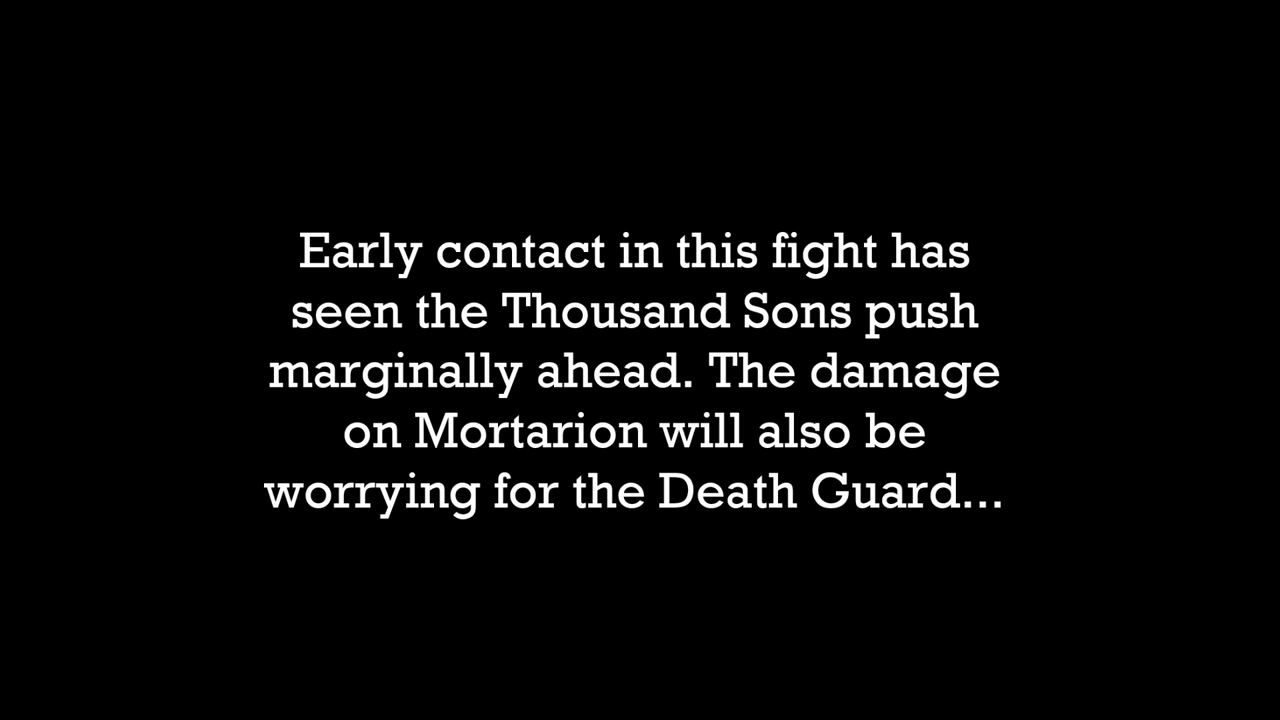 Early contact in this fight has
seen the Thousand Sons push
marginally ahead. The damage
on Mortarion will also be
worrying for the Death Guard...